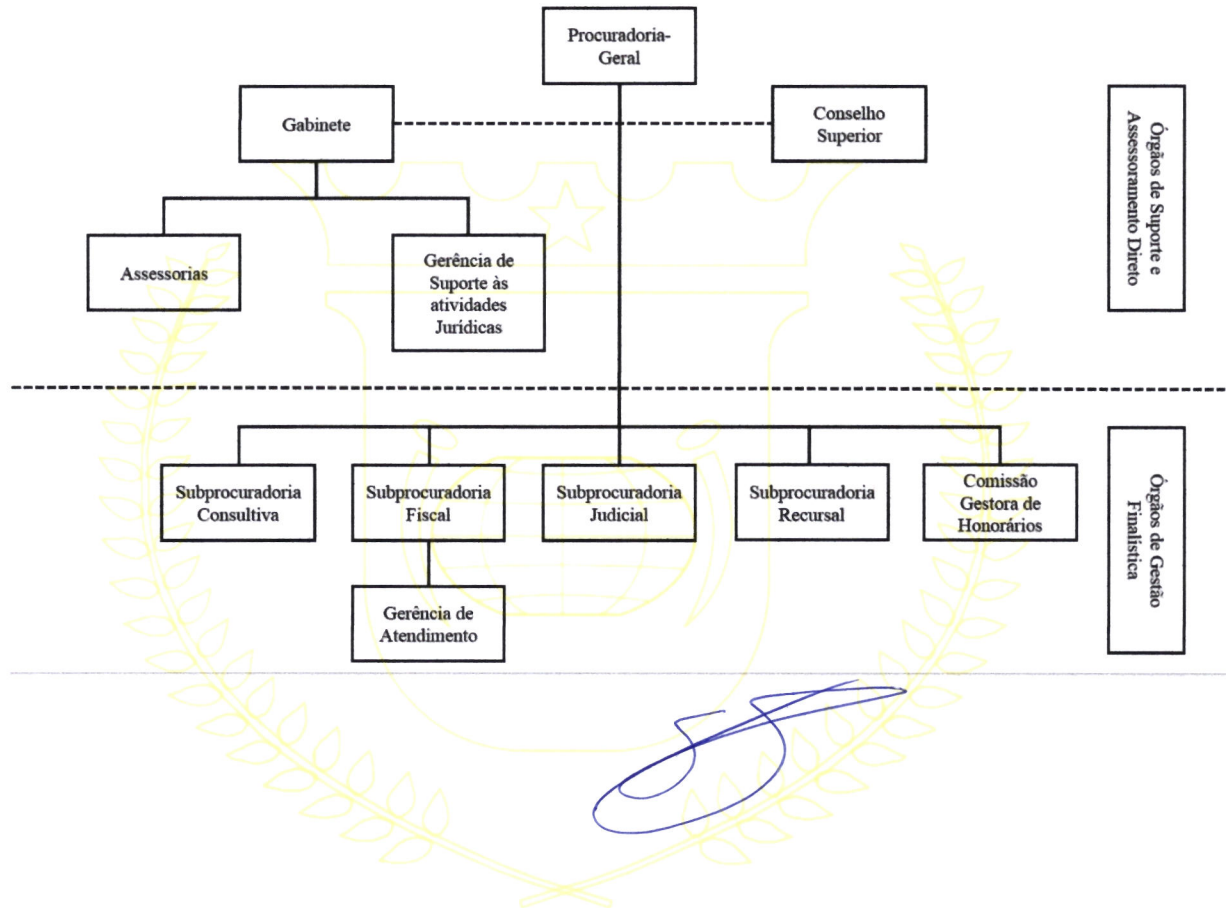 Procuradoria-
Geral
Gabinete
Conselho
Superior
Órgãos de Suporte e
Assessoramento Direto
Assessorias
Gerência de
Suporte às
atividades
Jurídicas
Subprocuradoria
Consultiva
Subprocuradoria
Fiscal
Subprocuradoria
Judicial
Subprocuradoria
Recursal
Comissão
Gestora de
Honorários
Órgãos de Gestão
Finalística
Gerência de
Atendimento